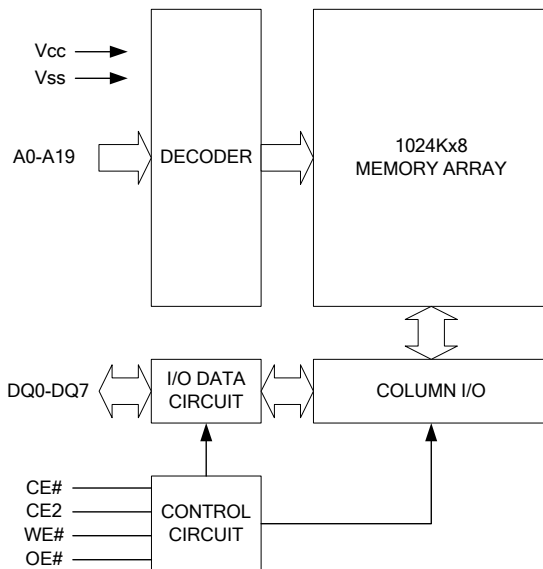 Vcc
Vss
A0-A19
DECODER
1024Kx8
MEMORY ARRAY
DQ0-DQ7
I/O DATA
CIRCUIT
COLUMN I/O
CE#
CE2
WE#
OE#
CONTROL
CIRCUIT